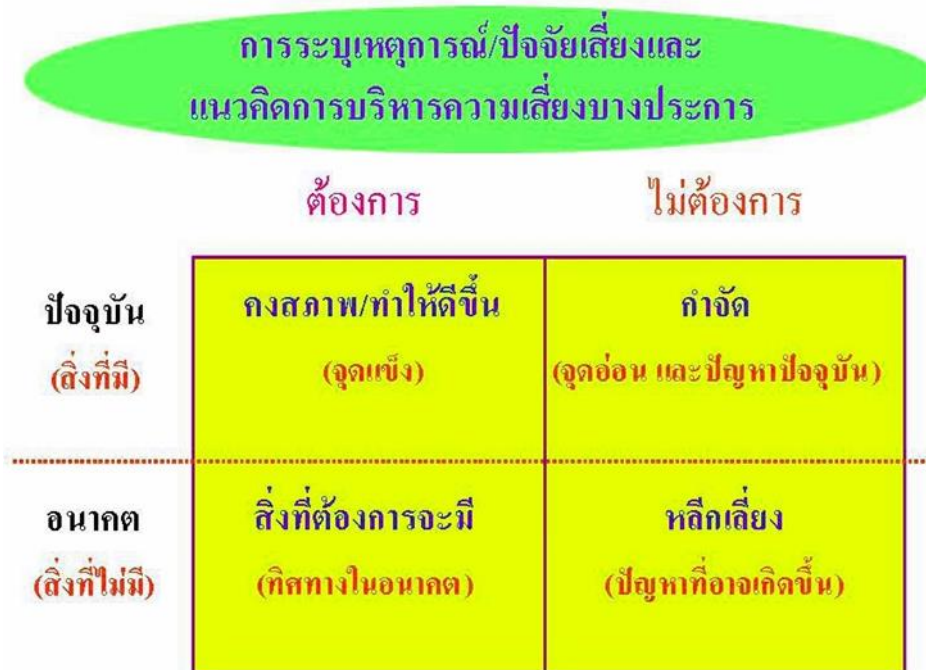 การระบุเหตุการณ์/ปัจจัยเสี่ยงและ
แนวคิดการบริหารความเสี่ยงบางประการ
ต้องการ ไม่ต้องการ
ปัจจุบัน คงสภาพ/ทำให้ดีขึ้น กำจัด
(สิ่งที่มี) (จุดแข็ง) (จุดอ่อน และปัญหาปัจจุบัน)
อนาคต สิ่งที่ต้องการจะมี หลีกเลี่ยง
(สิ่งที่ไม่มี) (ทิศทางในอนาคต) (ปัญหาที่อาจเกิดขึ้น)